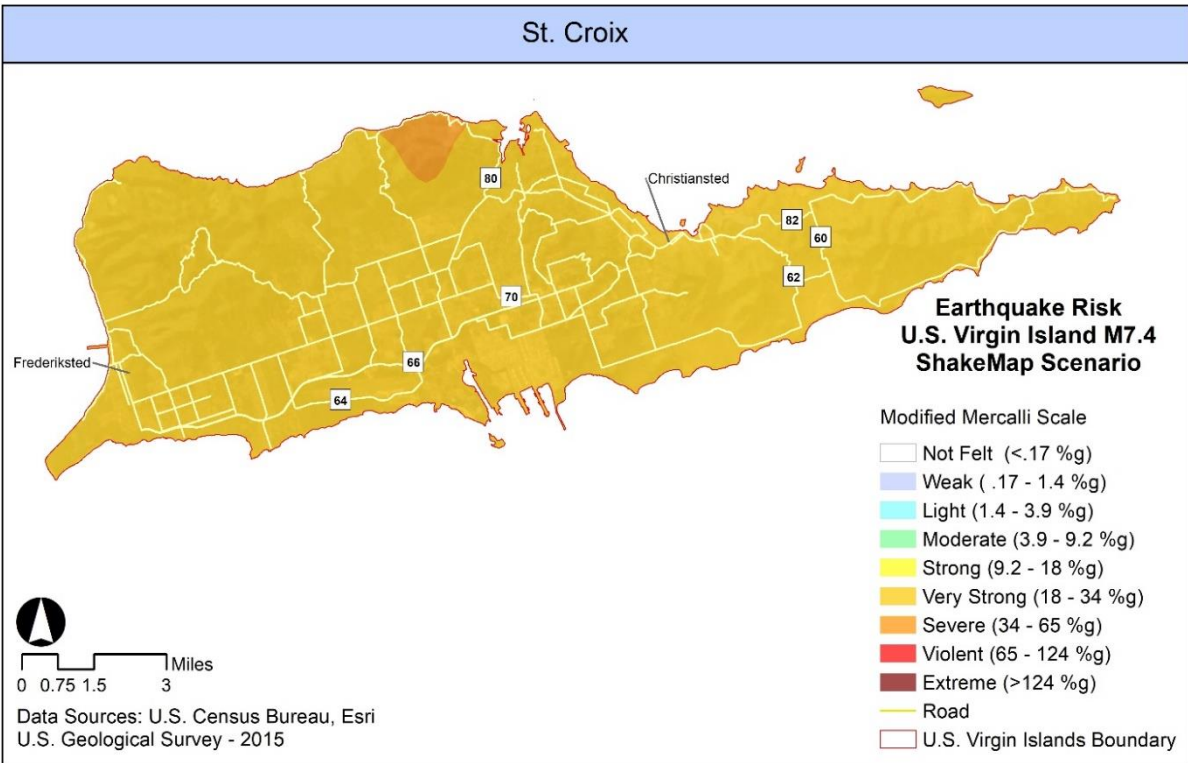 St. Croix
Christiansted
80
82
60
62
70
Frederiksted
66
64
Earthquake Risk
U.S. Virgin Island M7.4
ShakeMap Scenario
Modified Mercalli Scale
Not Felt (<.17 %g)
Weak ( .17 - 1.4 %g)
Light (1.4 - 3.9 %g)
Moderate (3.9 - 9.2 %g)
Strong (9.2 - 18 %g)
Very Strong (18 - 34 %g)
Severe (34 - 65 %g)
Violent (65 - 124 %g)
Extreme (>124 %g)
Road
U.S. Virgin Islands Boundary
Miles
0 0.75 1.5 3
Data Sources: U.S. Census Bureau, Esri
U.S. Geological Survey - 2015